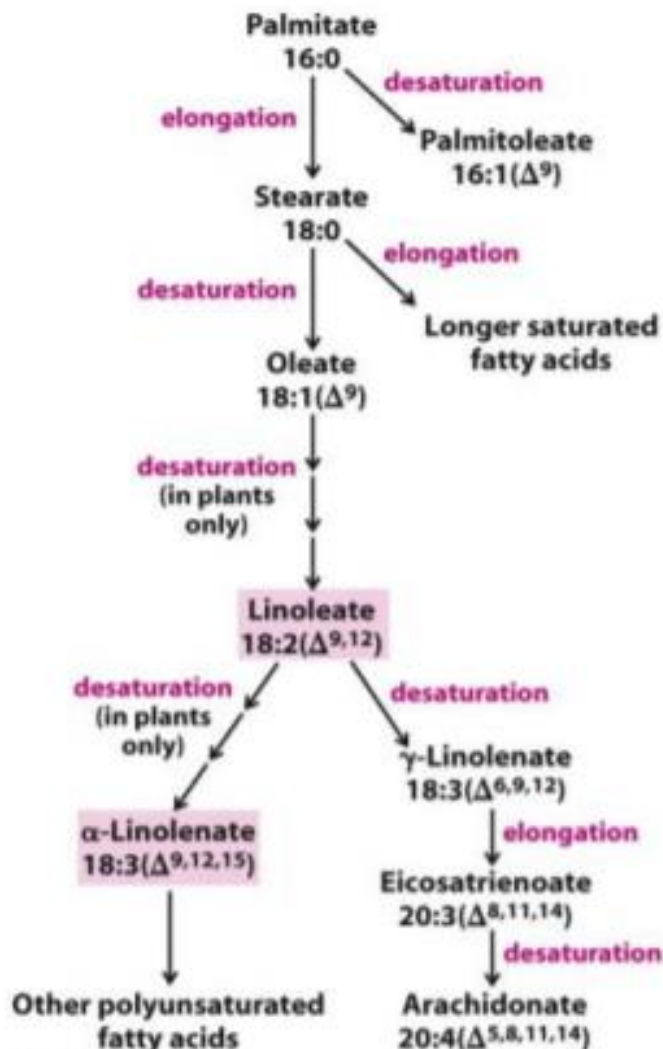 Palmitate
16:0
desaturation
elongation
Palmitoleate
16:1(Δ⁹)
Stearate
18:0
elongation
desaturation
Longer saturated
fatty acids
Oleate
18:1(Δ⁹)
desaturation
(in plants
only)
Linoleate
18:2(Δ⁹,¹²)
desaturation
(in plants
only)
desaturation
γ-Linolenate
18:3(Δ⁶,⁹,¹²)
α-Linolenate
18:3(Δ⁹,¹²,¹⁵)
elongation
Eicosatrienoate
20:3(Δ⁸,¹¹,¹⁴)
desaturation
Other polyunsaturated
fatty acids
Arachidonate
20:4(Δ⁵,⁸,¹¹,¹⁴)